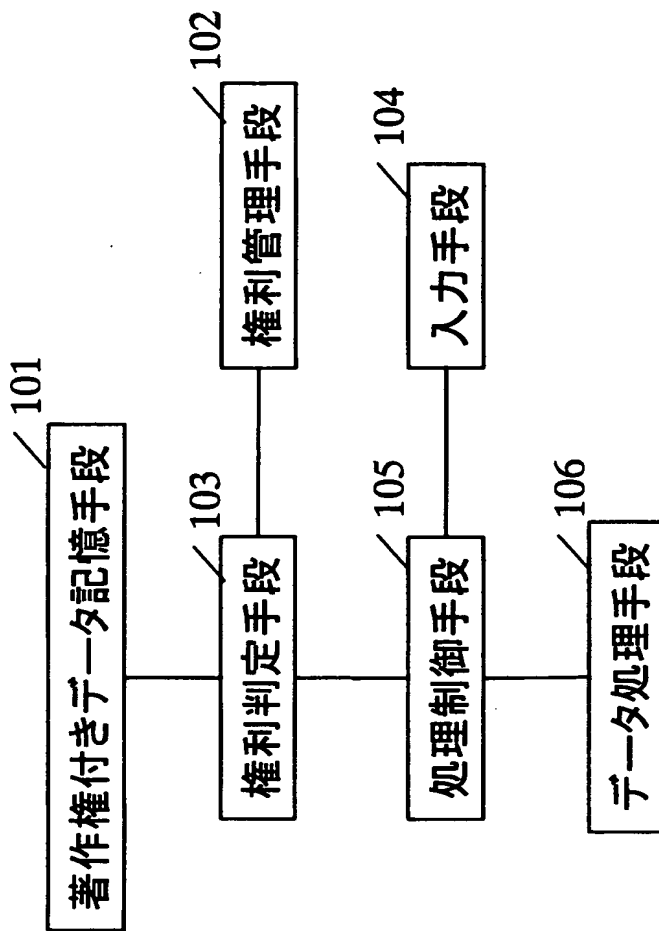 101
著作権付きデータ記憶手段
102
権利管理手段
103
権利判定手段
104
入力手段
105
処理制御手段
106
データ処理手段